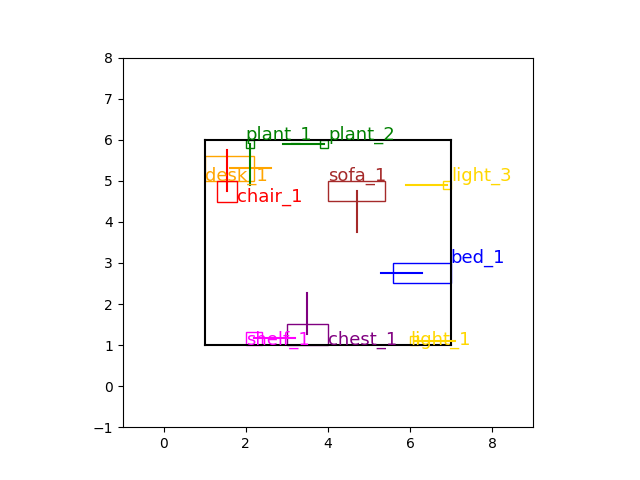 8
7
6
5
4
3
2
1
0
−1
0
2
4
6
8
plant_1
plant_2
desk_1
sofa_1
light_3
chair_1
bed_1
shelf_1
chest_1
light_1